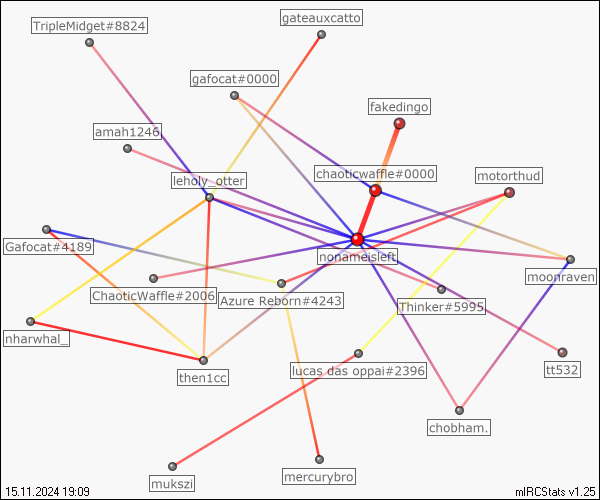 gateauxcatto
TripleMidget#8824
gafocat#0000
fakedingo
amah1246
chaoticwaffle#0000
motorthud
leholy_otter
Gafocat#4189
nonameisleft
moonraven
ChaoticWaffle#2006
Azure Reborn#4243
Thinker#5995
nharwhal_
then1cc
lucas das oppai#2396
tt532
chobham.
mukszi
mercurybro
15.11.2024 19:09
mIRCStats v1.25